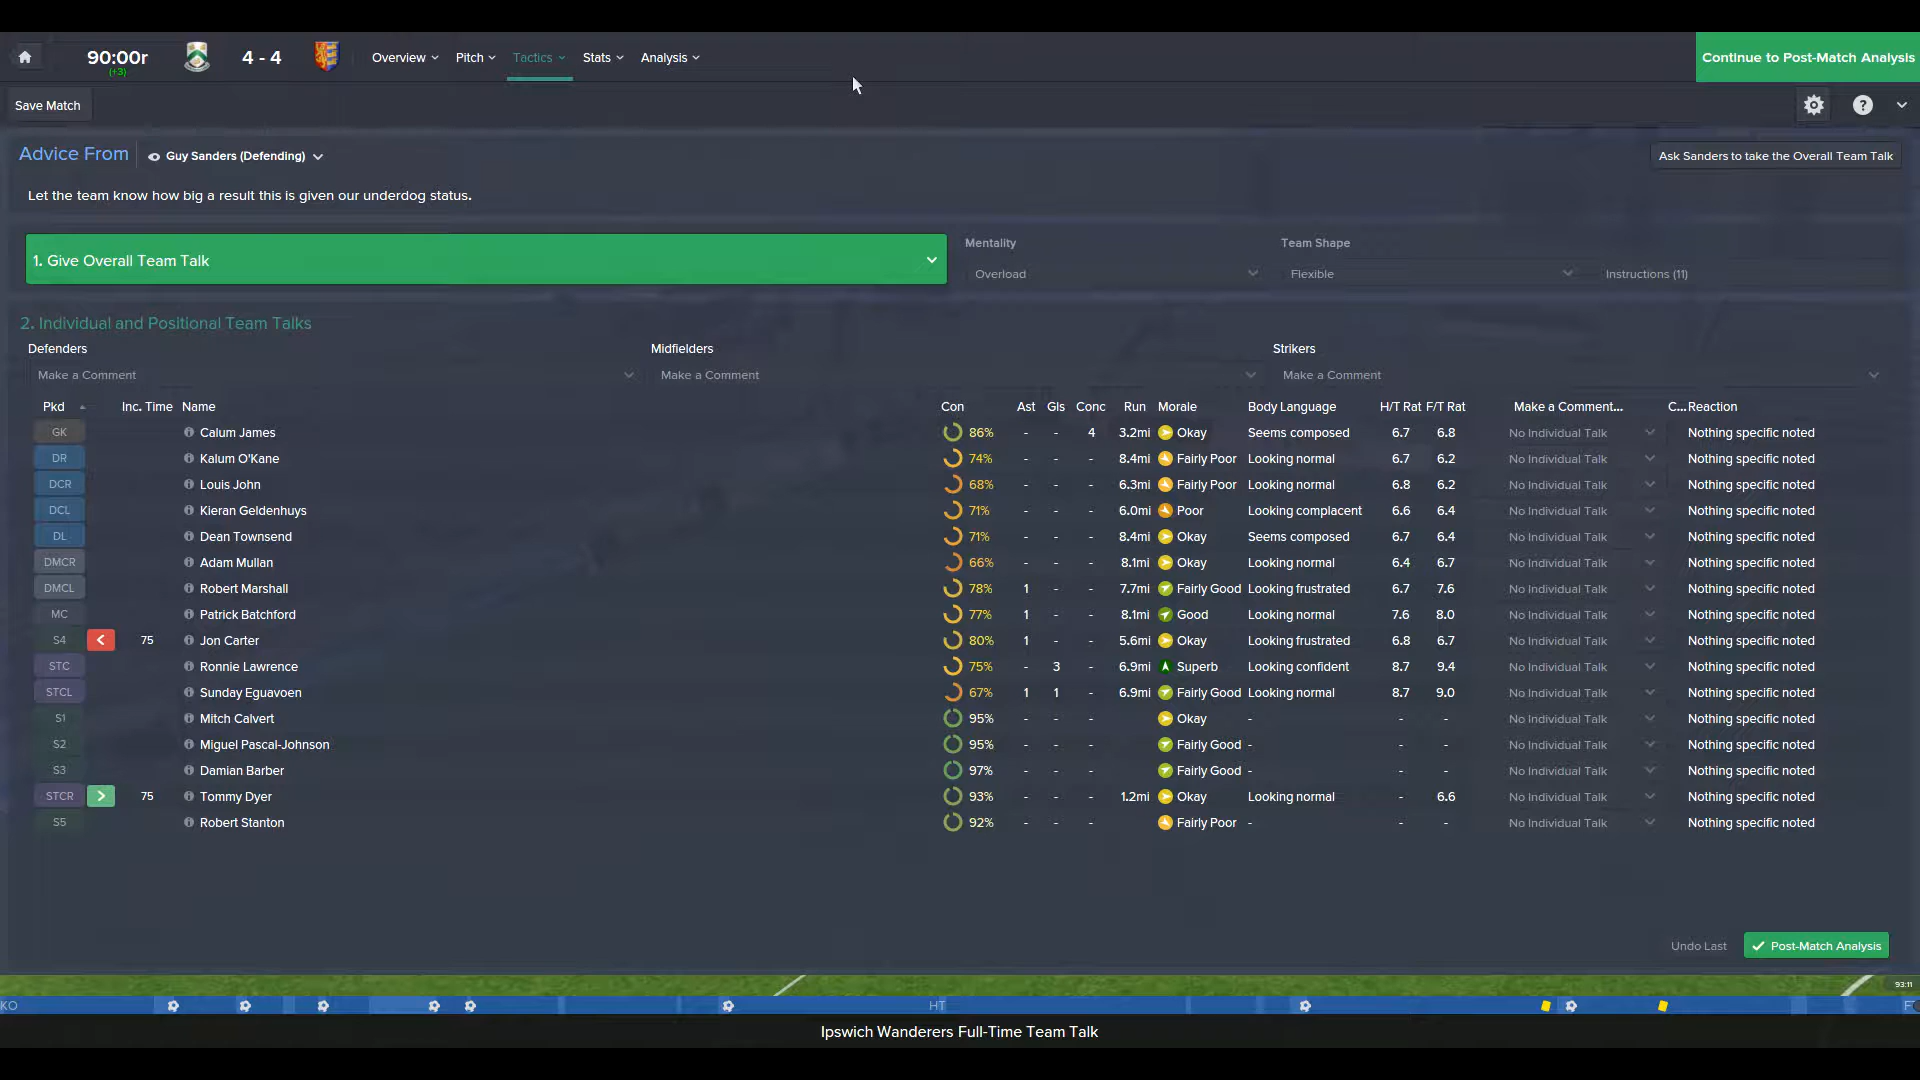 90:00r
(+3)
4 - 4
Overview
Pitch
Tactics
Stats
Analysis
Continue to Post-Match Analysis
Save Match
?
Advice From
Guy Sanders (Defending)
Ask Sanders to take the Overall Team Talk
Let the team know how big a result this is given our underdog status.
1. Give Overall Team Talk
Mentality
Team Shape
Overload
Flexible
Instructions (11)
2. Individual and Positional Team Talks
Defenders
Midfielders
Strikers
Make a Comment
Make a Comment
Make a Comment
Pkd Inc. Time Name Con Ast Gls Conc Run Morale Body Language H/T Rat F/T Rat Make a Comment... C... Reaction
GK Calum James 86% - - 4 3.2mi Okay Seems composed 6.7 6.8 No Individual Talk Nothing specific noted
DR Kalum O'Kane 74% - - - 8.4mi Fairly Poor Looking normal 6.7 6.2 No Individual Talk Nothing specific noted
DCR Louis John 68% - - - 6.3mi Fairly Poor Looking normal 6.8 6.2 No Individual Talk Nothing specific noted
DCL Kieran Geldenhuys 71% - - - 6.0mi Poor Looking complacent 6.6 6.4 No Individual Talk Nothing specific noted
DL Dean Townsend 71% - - - 8.4mi Okay Seems composed 6.7 6.4 No Individual Talk Nothing specific noted
DMCR Adam Mullan 66% - - - 8.1mi Okay Looking normal 6.4 6.7 No Individual Talk Nothing specific noted
DMCL Robert Marshall 78% 1 - - 7.7mi Fairly Good Looking frustrated 6.7 7.6 No Individual Talk Nothing specific noted
MC Patrick Batchford 77% 1 - - 8.1mi Good Looking normal 7.6 8.0 No Individual Talk Nothing specific noted
S4 75 Jon Carter 80% 1 - - 5.6mi Okay Looking frustrated 6.8 6.7 No Individual Talk Nothing specific noted
STC Ronnie Lawrence 75% - 3 - 6.9mi Superb Looking confident 8.7 9.4 No Individual Talk Nothing specific noted
STCL Sunday Eguavoen 67% 1 1 - 6.9mi Fairly Good Looking normal 8.7 9.0 No Individual Talk Nothing specific noted
S1 Mitch Calvert 95% - - - Okay - - - No Individual Talk Nothing specific noted
S2 Miguel Pascal-Johnson 95% - - - Fairly Good - - - No Individual Talk Nothing specific noted
S3 Damian Barber 97% - - - Fairly Good - - - No Individual Talk Nothing specific noted
STCR 75 Tommy Dyer 93% - - - 1.2mi Okay Looking normal - 6.6 No Individual Talk Nothing specific noted
S5 Robert Stanton 92% - - - Fairly Poor - - - No Individual Talk Nothing specific noted
Undo Last
Post-Match Analysis
93:11
KO
HT
Ipswich Wanderers Full-Time Team Talk